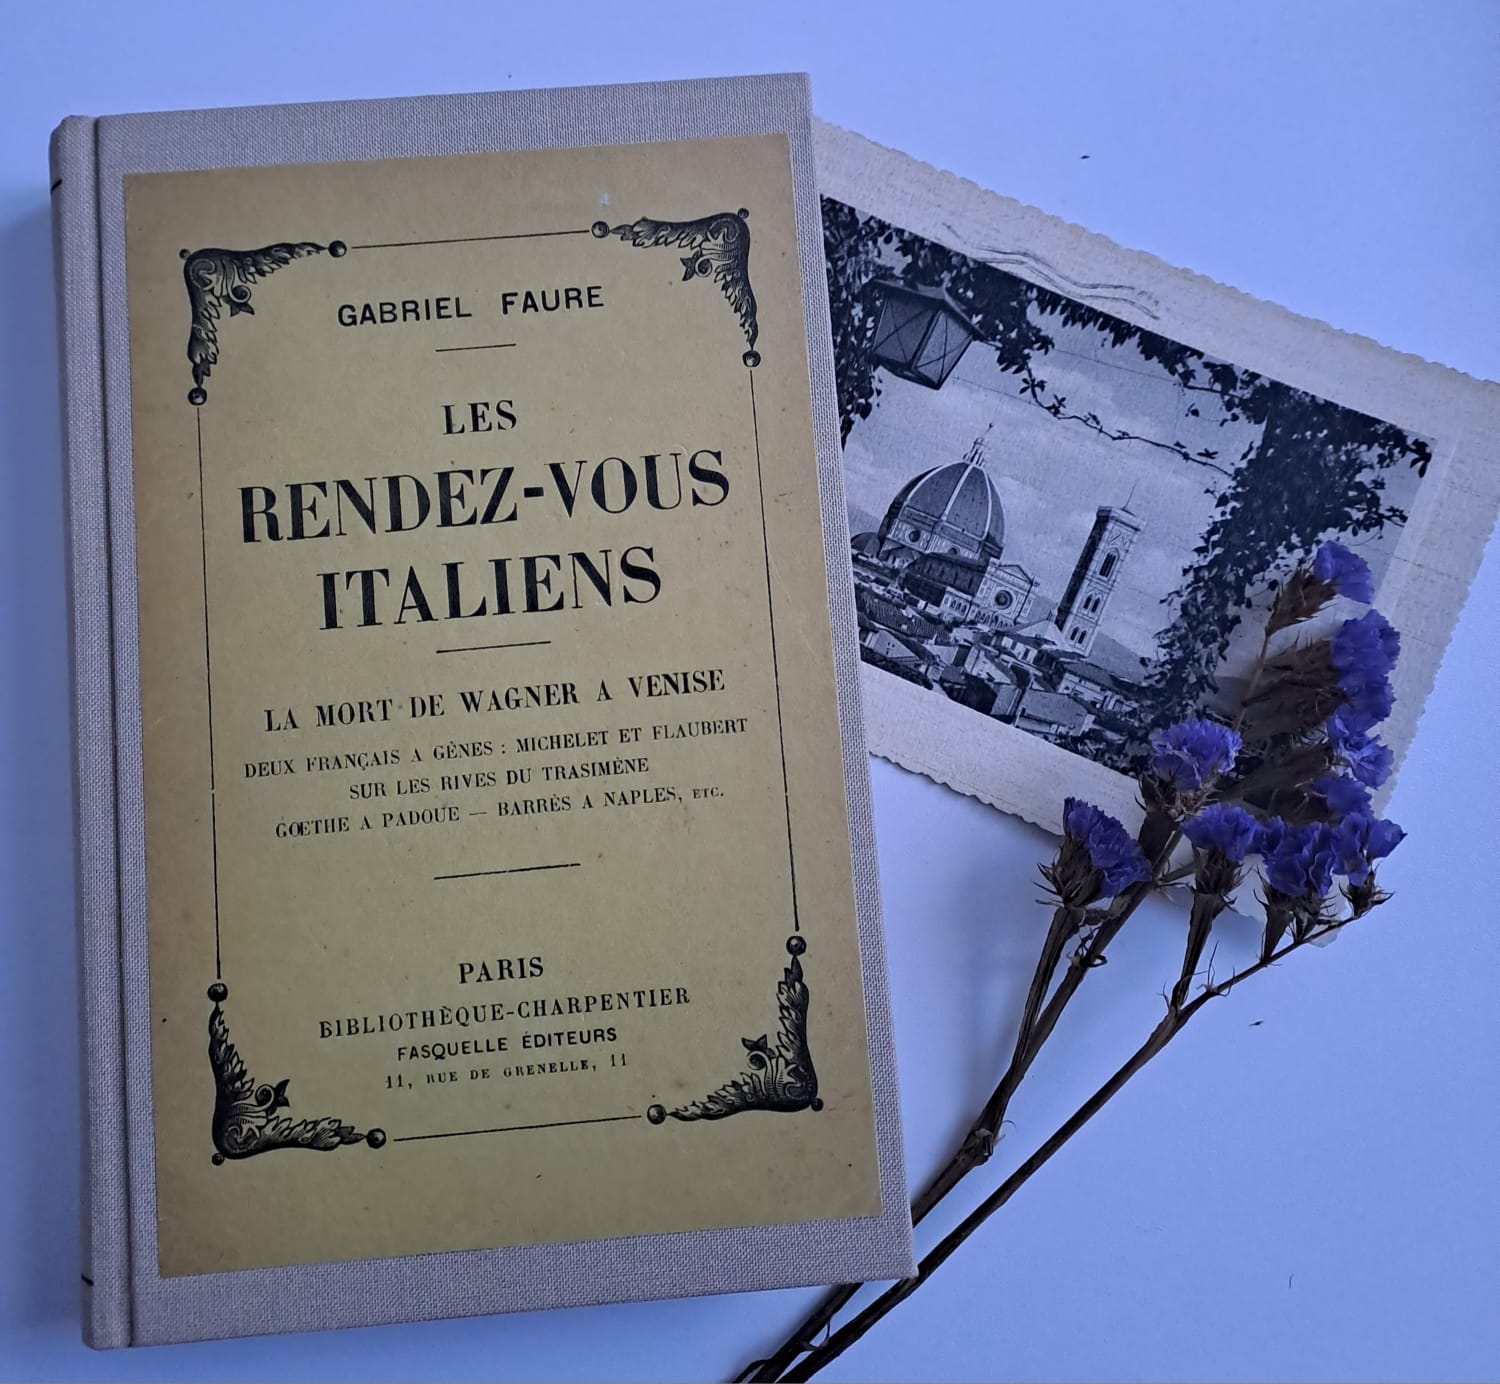 GABRIEL FAURE
LES
RENDEZ-VOUS
ITALIENS
LA MORT DE WAGNER A VENISE
DEUX FRANÇAIS A GÊNES : MICHELET ET FLAUBERT
SUR LES RIVES DU TRASIMÈNE
GŒTHE A PADOUE — BARRÈS A NAPLES, ETC.
PARIS
BIBLIOTHÈQUE-CHARPENTIER
FASQUELLE ÉDITEURS
11, RUE DE GRENELLE, 11